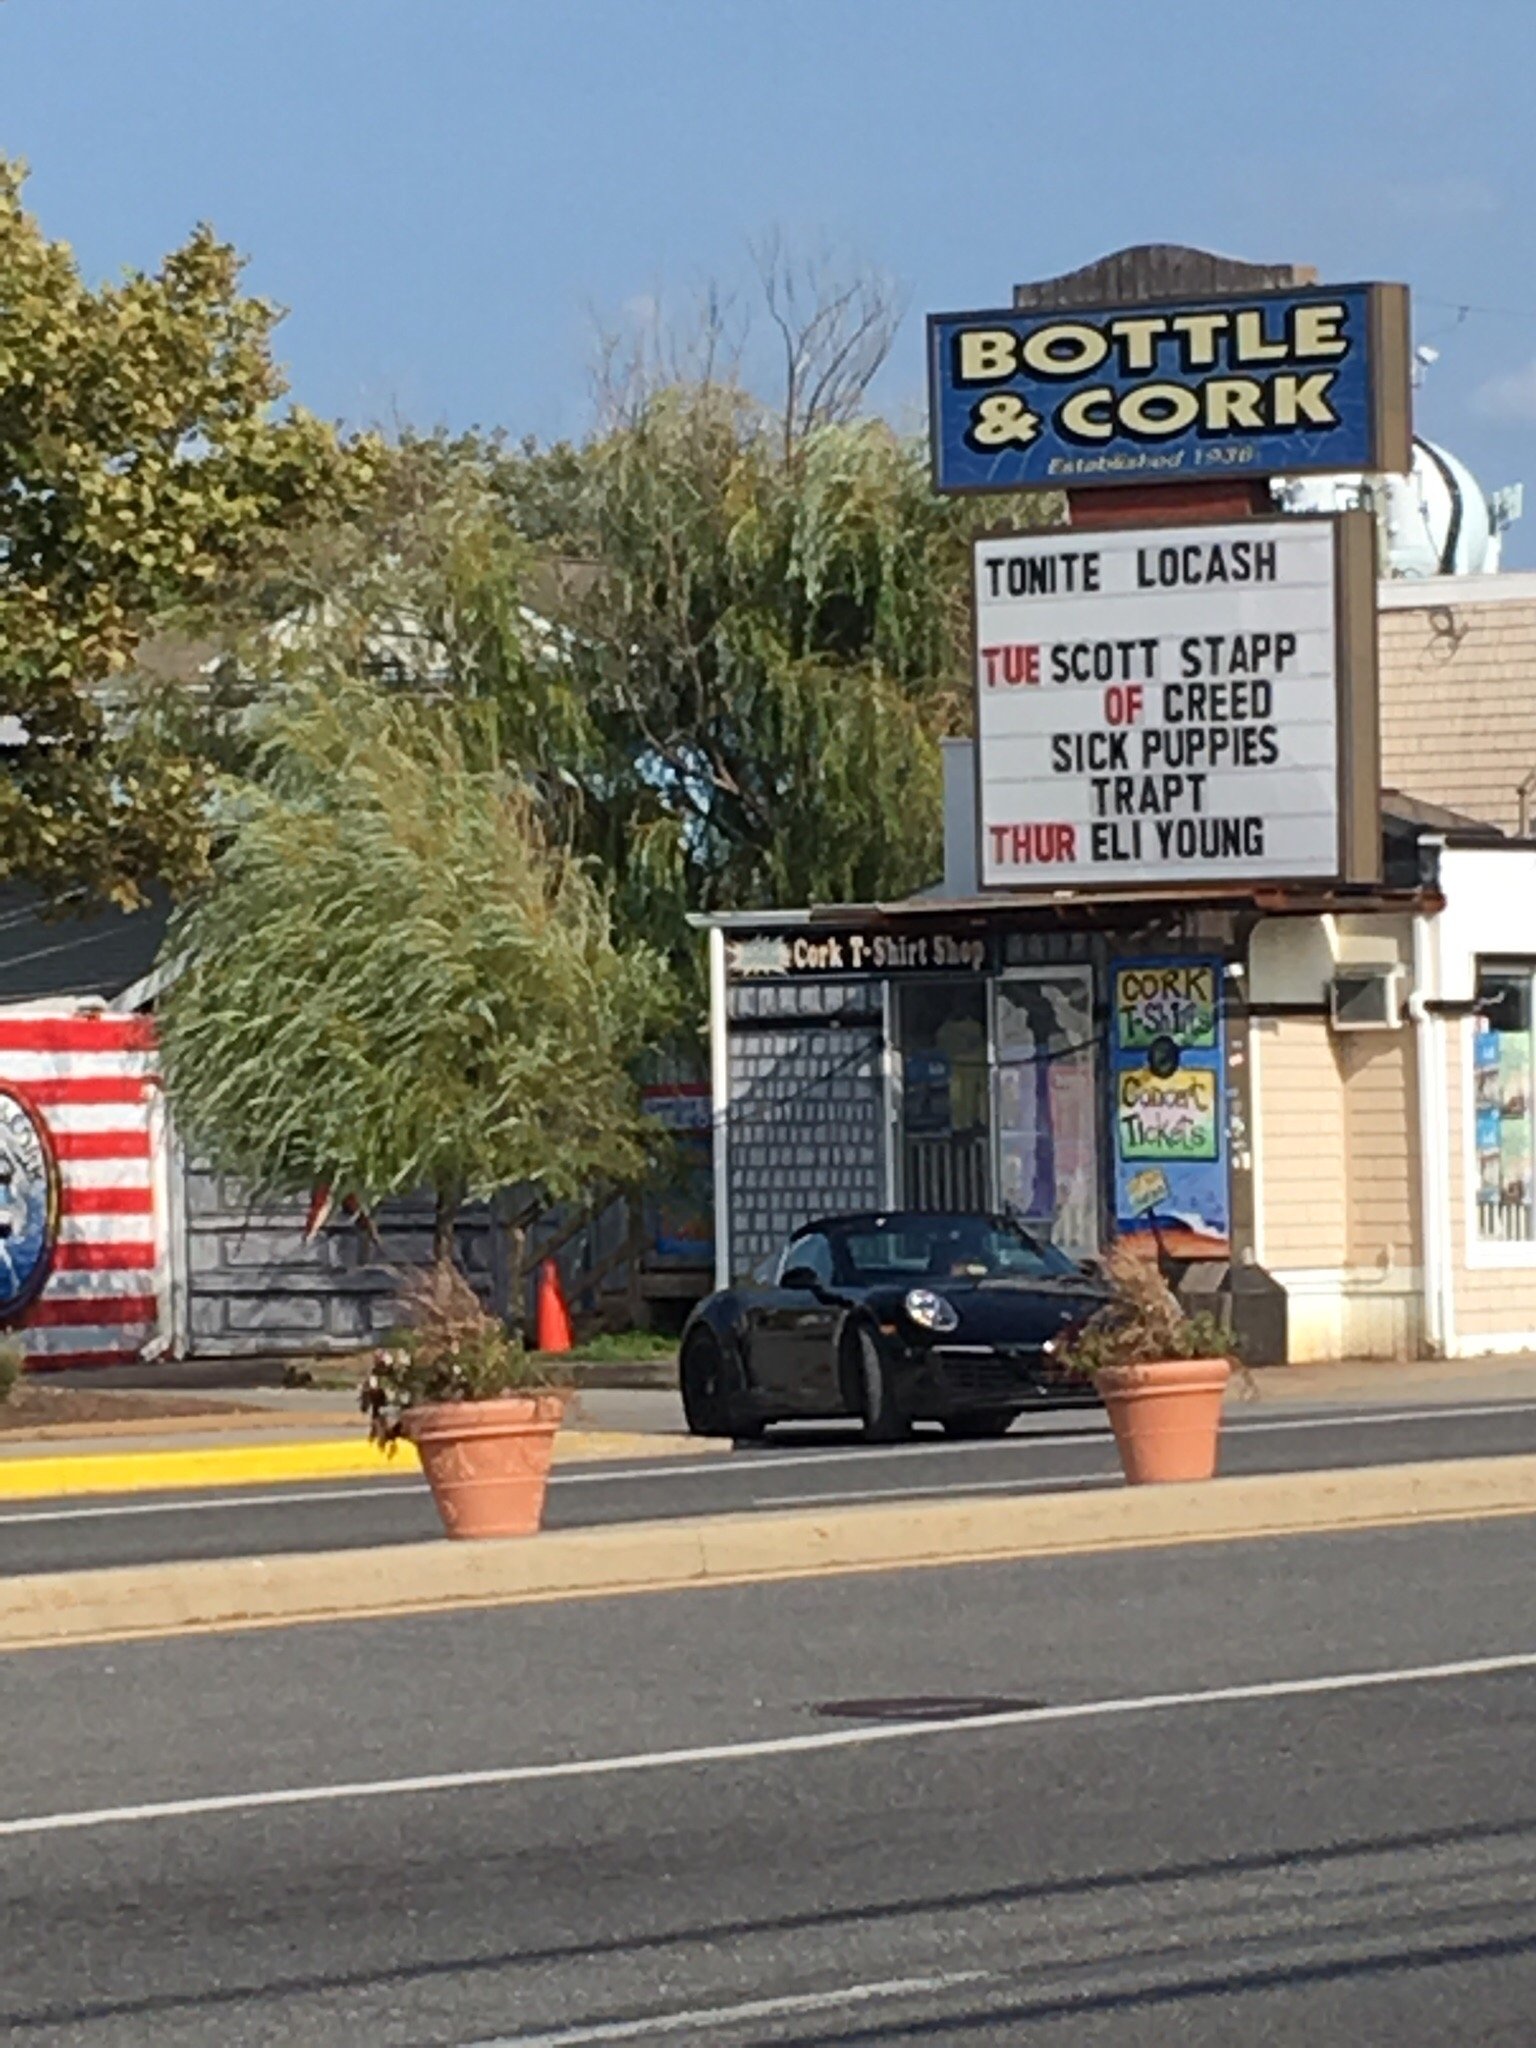 BOTTLE
& CORK
Established 1936
TONITE LOCASH
TUE SCOTT STAPP
OF CREED
SICK PUPPIES
TRAPT
THUR ELI YOUNG
Cork T-Shirt Shop
CORK
T-Shirts
Concert
Tickets